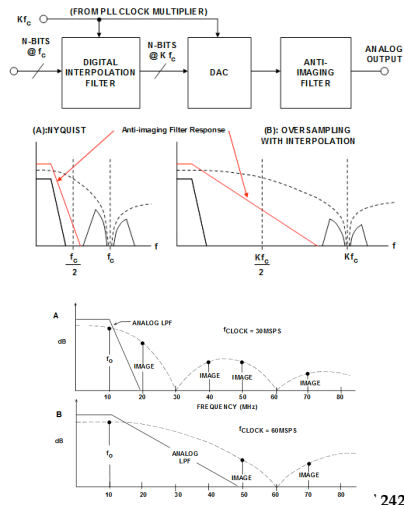 Kfc (FROM PLL CLOCK MULTIPLIER)
N-BITS
@ fc
DIGITAL
INTERPOLATION
FILTER
N-BITS
@ K fc
DAC
ANTI-
IMAGING
FILTER
ANALOG
OUTPUT
(A):NYQUIST
Anti-imaging Filter Response
(B): OVERSAMPLING
WITH INTERPOLATION
fc
2
fc
f
Kfc
2
Kfc
f
A
ANALOG LPF
fCLOCK = 30MSPS
dB
fo
IMAGE
IMAGE
IMAGE
IMAGE
10 20 30 40 50 60 70 80
FREQUENCY (MHz)
B
fCLOCK = 60MSPS
dB
fo
ANALOG
LPF
IMAGE
IMAGE
10 20 30 40 50 60 70 80
242